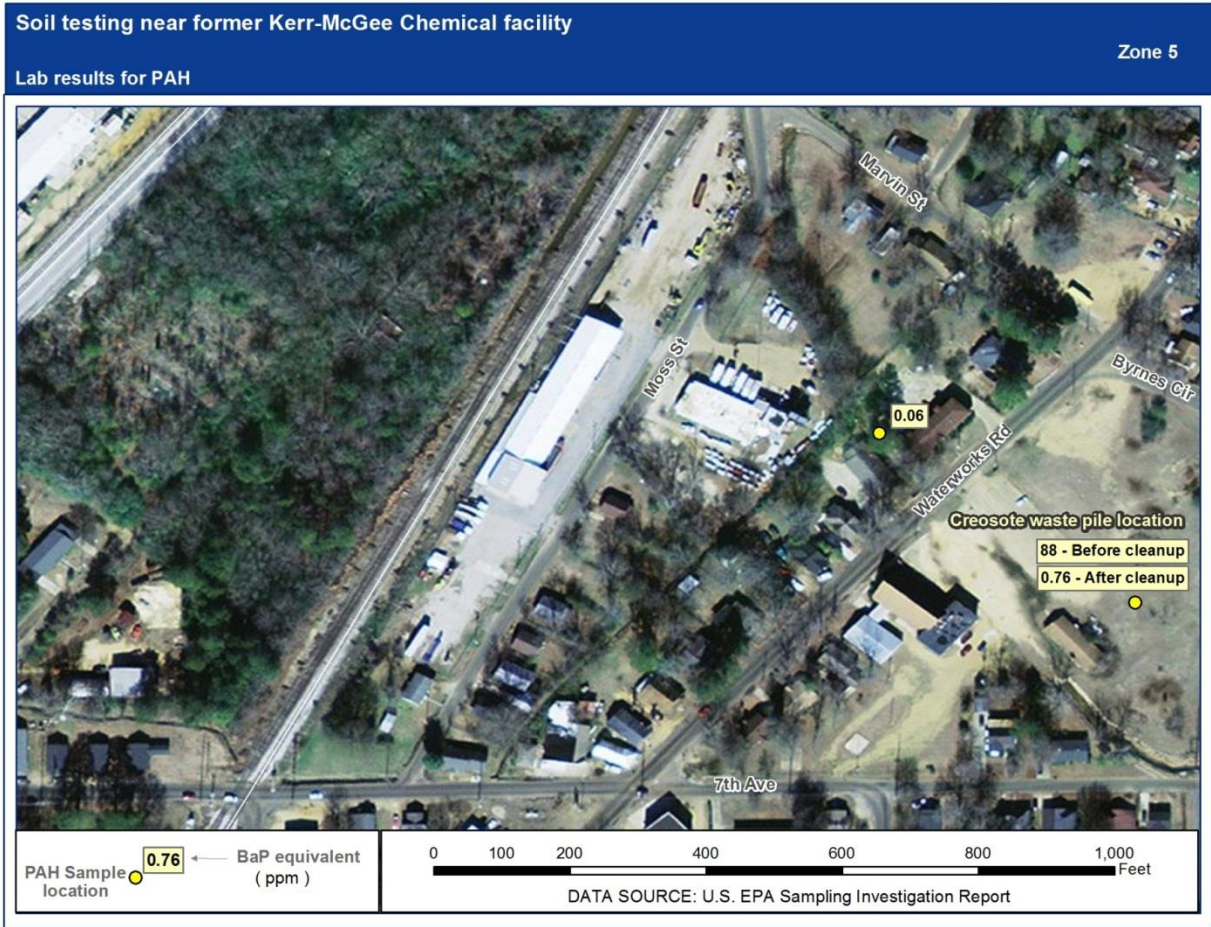 Soil testing near former Kerr-McGee Chemical facility
Zone 5
Lab results for PAH
Marvin St
Moss St
Byrnes Cir
0.06
Waterworks Rd
Creosote waste pile location
88 - Before cleanup
0.76 - After cleanup
7th Ave
PAH Sample location
0.76
BaP equivalent
( ppm )
0 100 200 400 600 800 1,000
Feet
DATA SOURCE: U.S. EPA Sampling Investigation Report